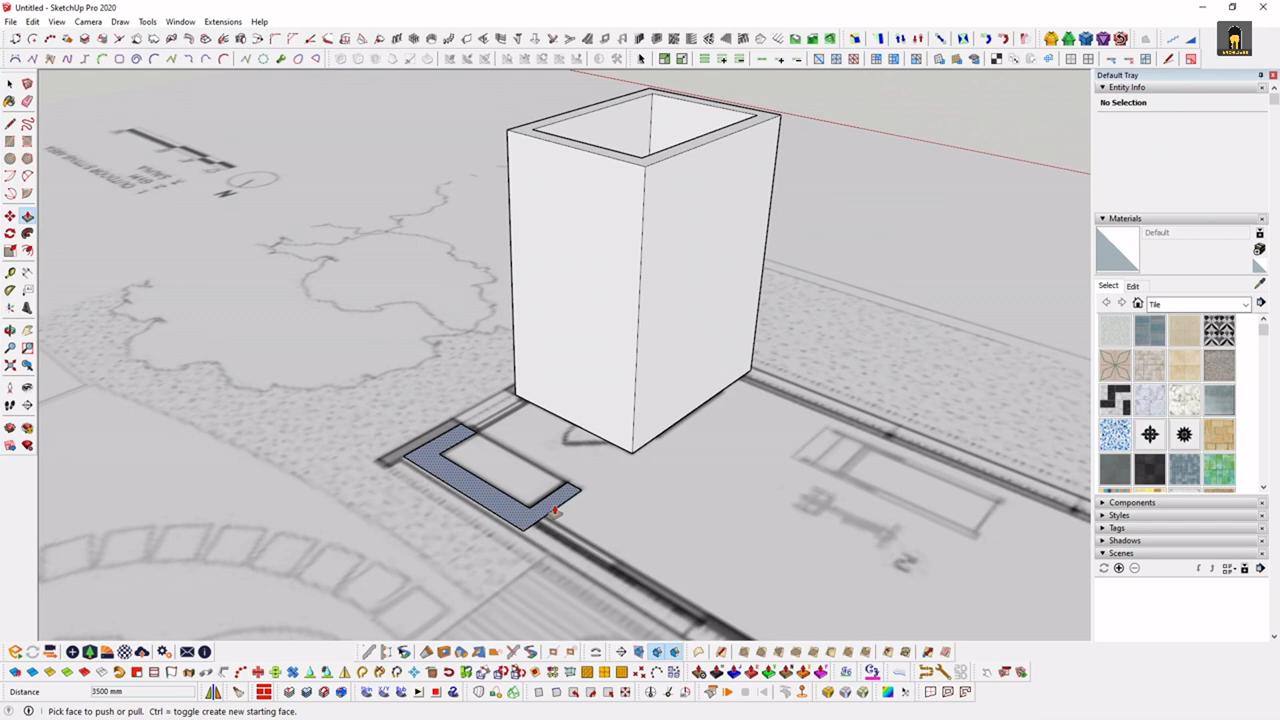 Untitled - SketchUp Pro 2020
File Edit View Camera Draw Tools Window Extensions Help
Default Tray
Entity Info
No Selection
Materials
Default
Select Edit
Tile
Components
Styles
Tags
Shadows
Scenes
N
Distance 3500 mm
Pick face to push or pull. Ctrl = toggle create new starting face.